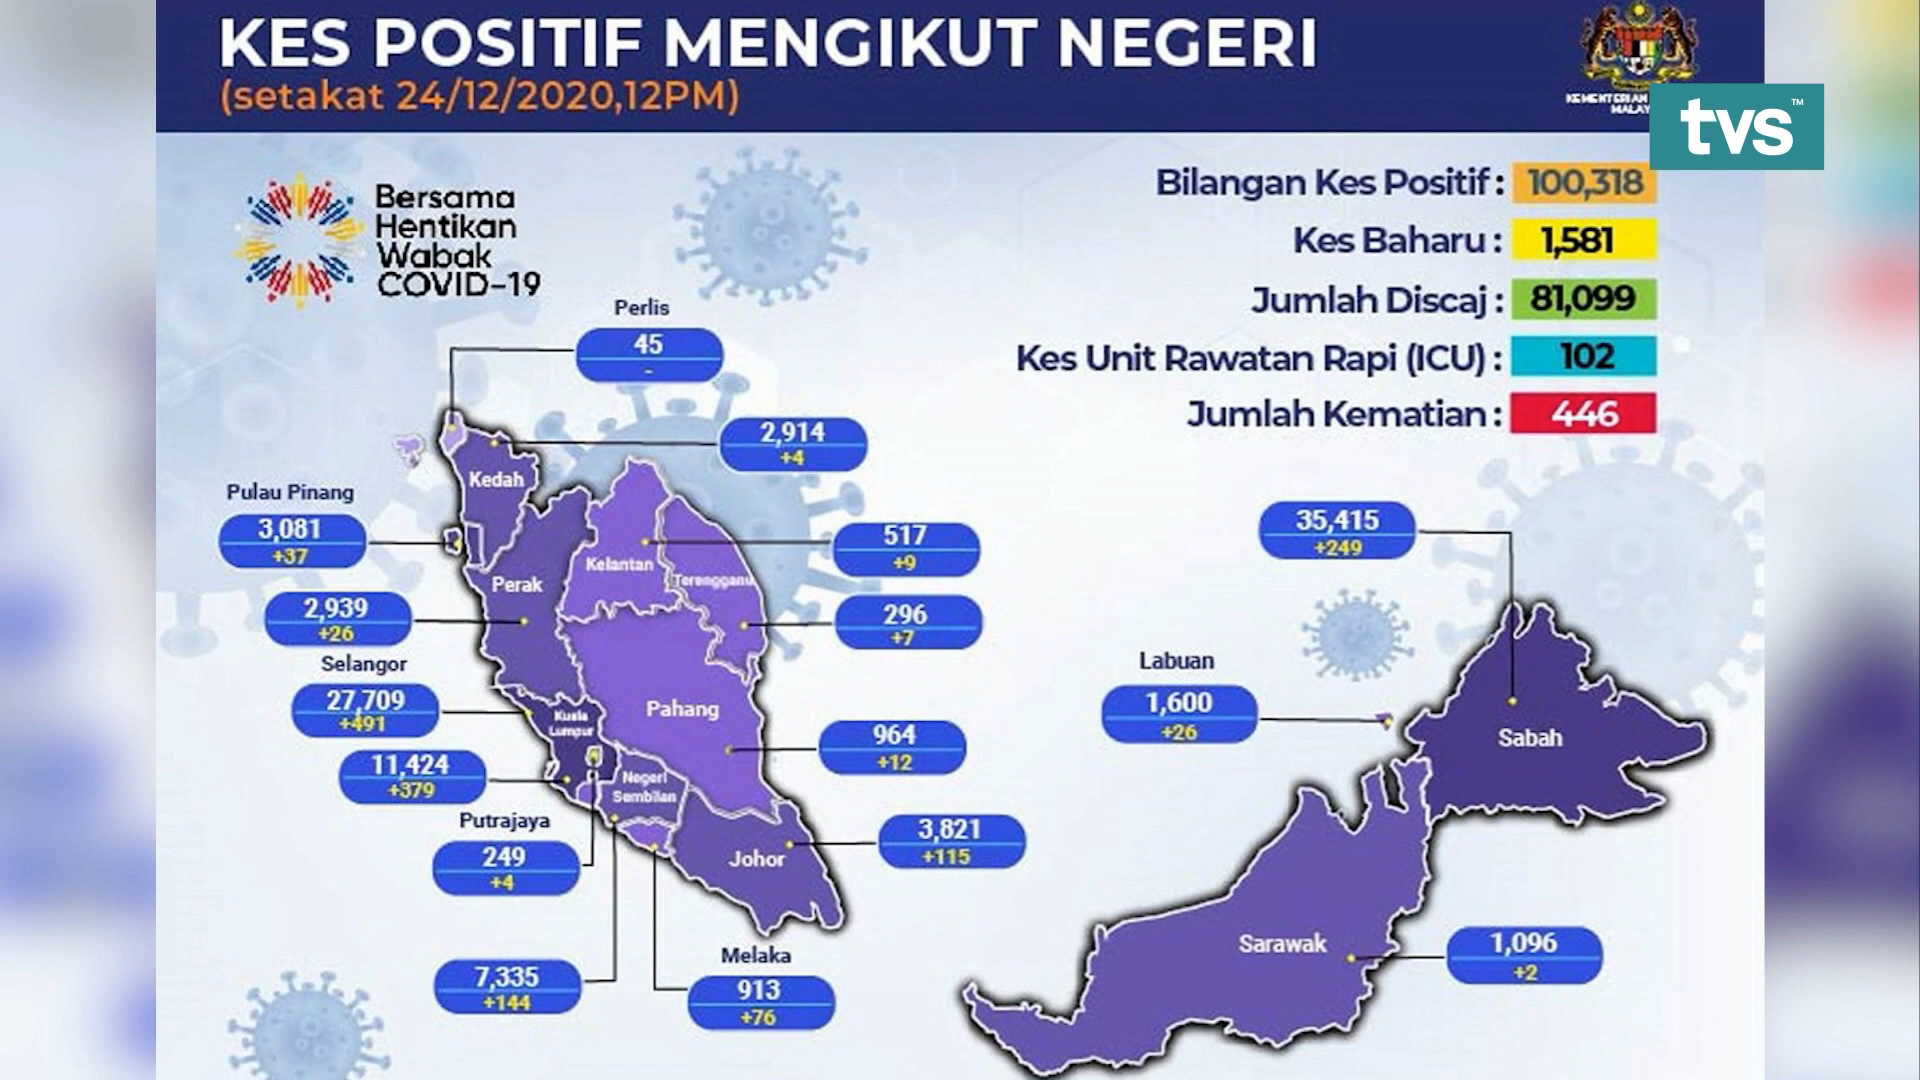 KES POSITIF MENGIKUT NEGERI
(setakat 24/12/2020,12PM)
KEMENTERIAN
tvs™
Bersama
Hentikan
Wabak
COVID-19
Bilangan Kes Positif : 100,318
Kes Baharu : 1,581
Jumlah Discaj : 81,099
Kes Unit Rawatan Rapi (ICU) : 102
Jumlah Kematian : 446
Perlis
45
-
2,914
+4
Kedah
Pulau Pinang
3,081
+37
517
+9
Kelantan
Terengganu
Perak
2,939
+26
296
+7
Selangor
27,709
+491
Kuala
Lumpur
Pahang
964
+12
11,424
+379
Negeri
Sembilan
Putrajaya
249
+4
Johor
3,821
+115
7,335
+144
Melaka
913
+76
35,415
+249
Labuan
1,600
+26
Sabah
Sarawak
1,096
+2